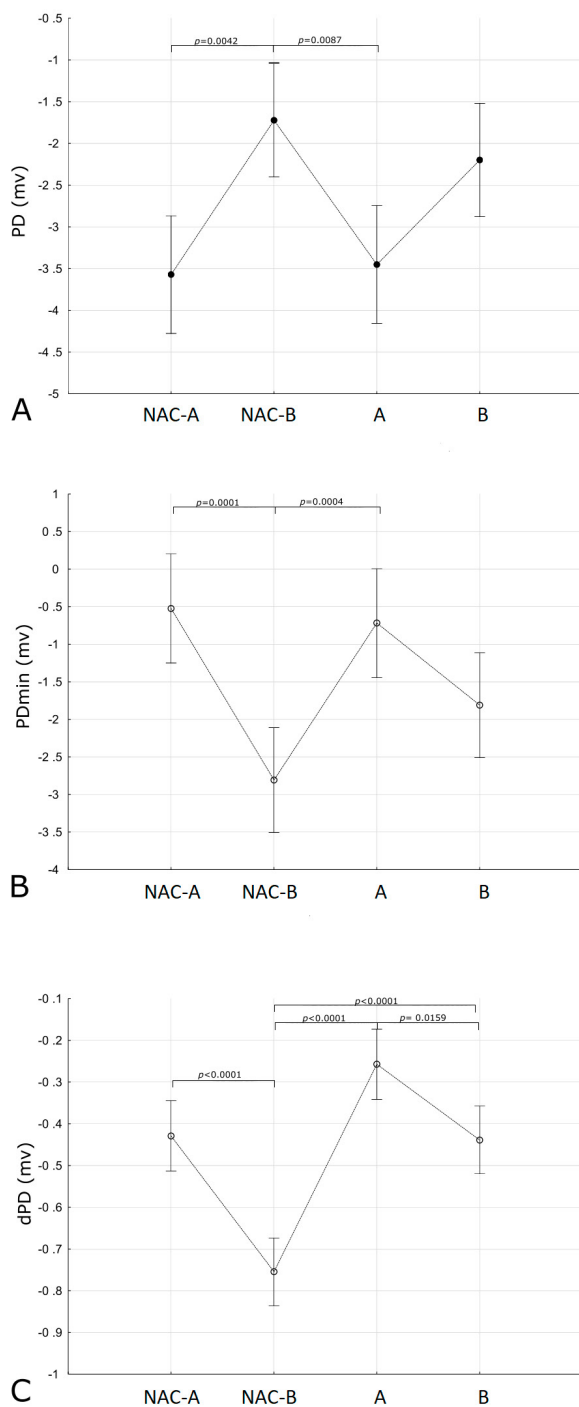 -0 .5
p=0.0042 p=0.0087
-1
-1 .5
-2
-2 .5
PD (mv)
-3
-3 .5
-4
-4 .5
-5
A
NAC-A NAC-B A B
1
p=0.0001 p=0.0004
0 .5
0
-0 .5
-1
PDmin (mv)
-1 .5
-2
-2 .5
-3
-3 .5
-4
B
NAC-A NAC-B A B
-0 .1
p<0.0001
p<0.0001 p= 0.0159
-0 .2
p<0.0001
-0 .3
-0 .4
-0 .5
dPD (mv)
-0 .6
-0 .7
-0 .8
-0 .9
-1
C
NAC-A NAC-B A B